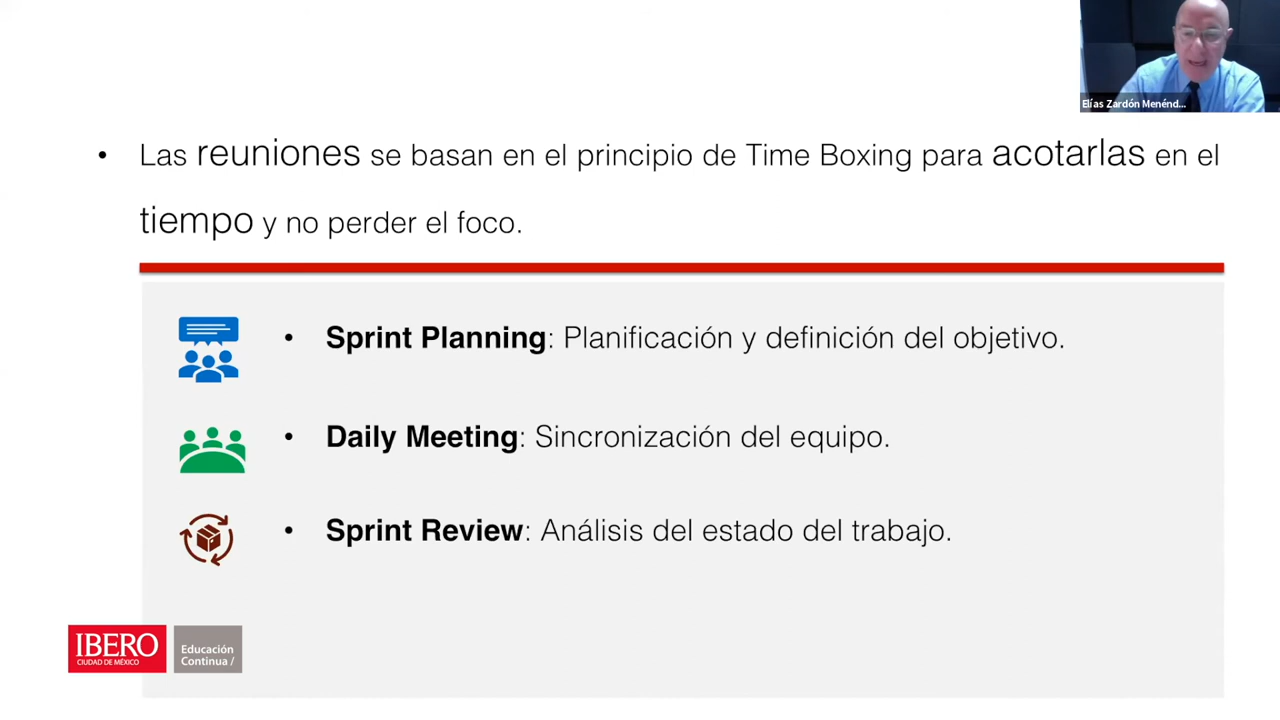 Elías Zardón Menénd...
• Las reuniones se basan en el principio de Time Boxing para acotarlas en el
tiempo y no perder el foco.
• Sprint Planning: Planificación y definición del objetivo.
• Daily Meeting: Sincronización del equipo.
• Sprint Review: Análisis del estado del trabajo.
IBERO
CIUDAD DE MÉXICO
Educación
Continua /